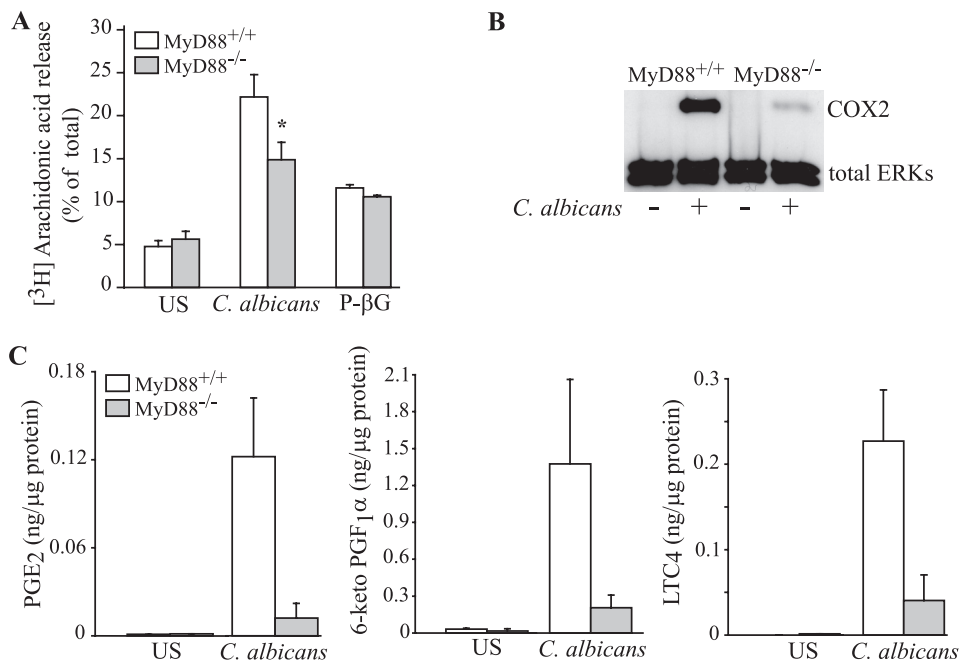 A
[³H] Arachidonic acid release
(% of total)
30
25
20
15
10
5
0
MyD88+/+
MyD88-/-
*
US
C. albicans
P-βG
B
MyD88+/+ MyD88-/-
COX2
total ERKs
C. albicans - + - +
C
PGE2 (ng/µg protein)
0.18
0.12
0.06
0
MyD88+/+
MyD88-/-
US
C. albicans
6-keto PGF1α (ng/µg protein)
2.1
1.8
1.5
1.2
0.9
0.6
0.3
0
US
C. albicans
LTC4 (ng/µg protein)
0.3
0.2
0.1
0
US
C. albicans